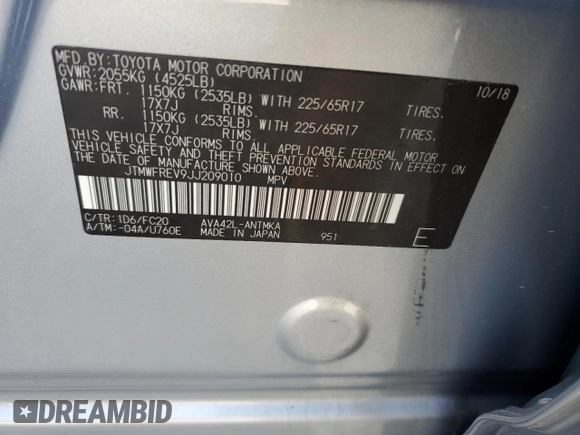 MFD.BY:TOYOTA MOTOR CORPORATION 10/18
GVWR:2055KG (4525LB)
GAWR:FRT. 1150KG (2535LB) WITH 225/65R17 TIRES.
17X7J RIMS.
RR. 1150KG (2535LB) WITH 225/65R17 TIRES.
17X7J RIMS.
THIS VEHICLE CONFORMS TO ALL APPLICABLE FEDERAL MOTOR
VEHICLE SAFETY AND THEFT PREVENTION STANDARDS IN EFFECT ON
THE DATE OF MANUFACTURE SHOWN ABOVE.
JTMWFREV9JJ209010 MPV
C/TR:1D6/FC20 AVA42L-ANTMKA
A/TM:-04A/U760E MADE IN JAPAN 951 E
DREAMBID